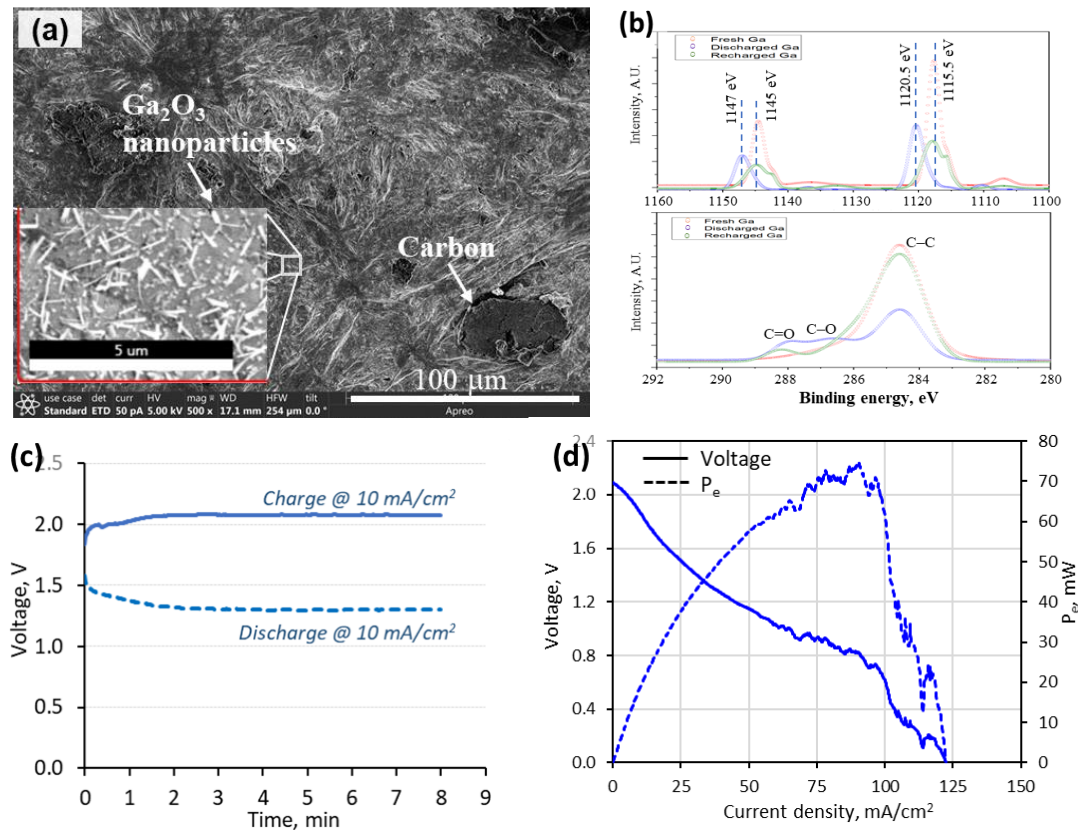 (a)
Ga2O3
nanoparticles
Carbon
5 um
100 µm
use case det curr HV mag WD HFW tilt
Standard ETD 50 pA 5.00 kV 500 x 17.1 mm 254 µm 0.0 °
Apreo
(b)
Fresh Ga
Discharged Ga
Recharged Ga
1147 eV
1145 eV
1120.5 eV
1115.5 eV
Intensity, A.U.
1160 1150 1140 1130 1120 1110 1100
Fresh Ga
Discharged Ga
Recharged Ga
C–C
C=O
C–O
Intensity, A.U.
292 290 288 286 284 282 280
Binding energy, eV
(c)
2.5
2.0
1.5
1.0
0.5
0.0
Voltage, V
Charge @ 10 mA/cm2
Discharge @ 10 mA/cm2
0 1 2 3 4 5 6 7 8 9
Time, min
(d)
Voltage
Pe
2.4
2.0
1.6
1.2
0.8
0.4
0.0
Voltage, V
80
70
60
50
40
30
20
10
0
Pe, mW
0 25 50 75 100 125 150
Current density, mA/cm2